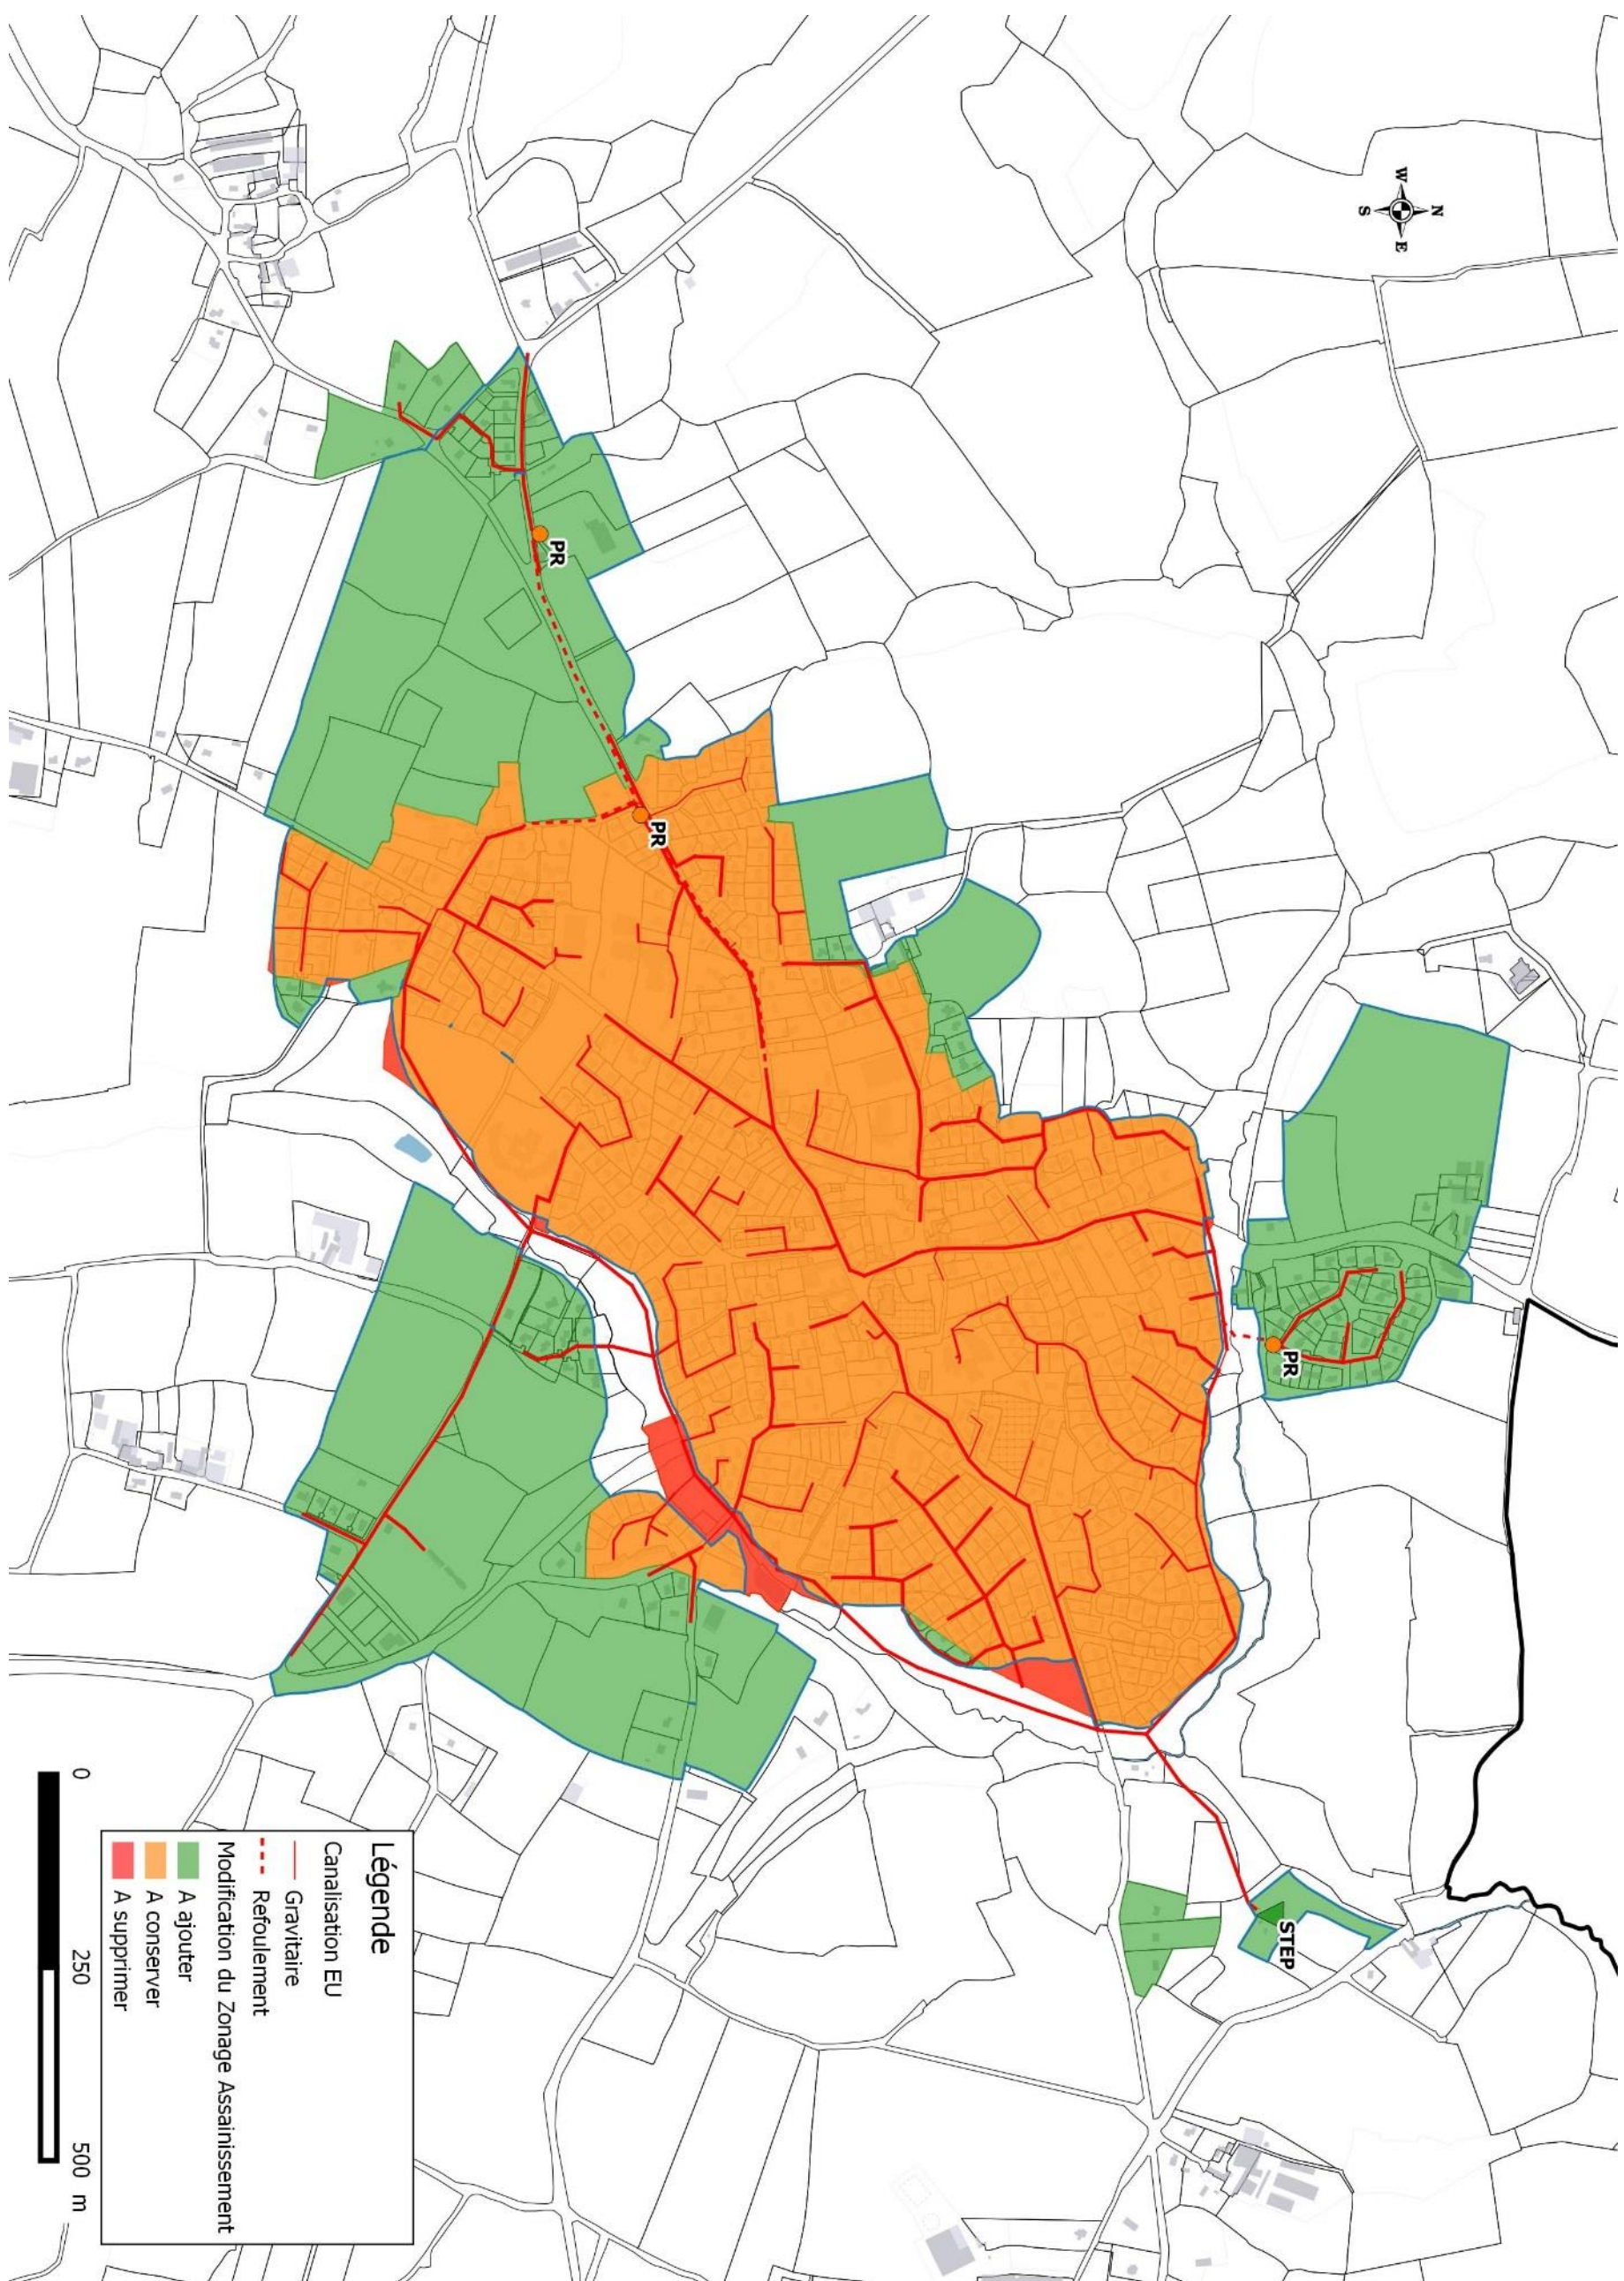 N
W
E
S
PR
PR
PR
STEP
Légende
Canalisation EU
Gravitaire
Refoulement
Modification du Zonage Assainissement
A ajouter
A conserver
A supprimer
0 250 500 m